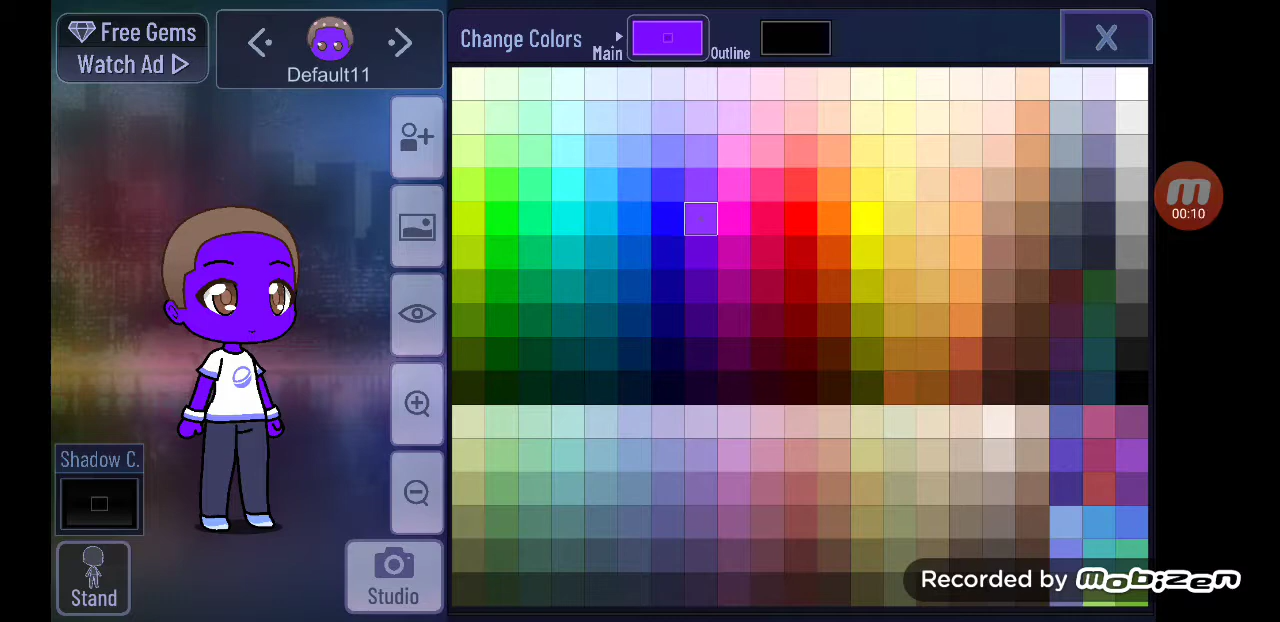 Free Gems
Watch Ad
Default11
Change Colors
Main
Outline
X
00:10
Shadow C.
Stand
Studio
Recorded by mobizen